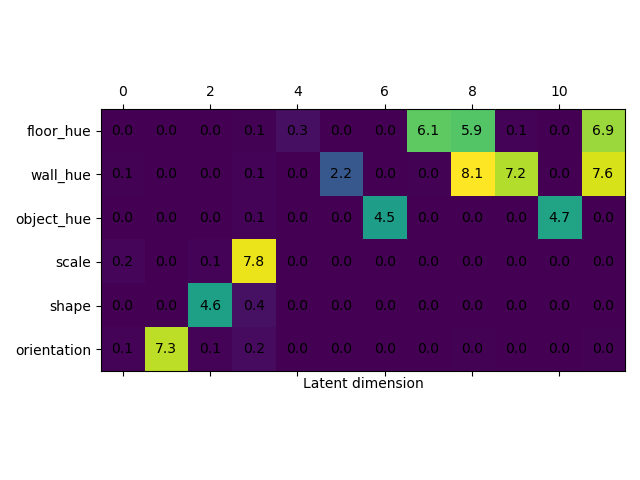 0 2 4 6 8 10
floor_hue 0.0 0.0 0.0 0.1 0.3 0.0 0.0 6.1 5.9 0.1 0.0 6.9
wall_hue 0.1 0.0 0.0 0.1 0.0 2.2 0.0 0.0 8.1 7.2 0.0 7.6
object_hue 0.0 0.0 0.0 0.1 0.0 0.0 4.5 0.0 0.0 0.0 4.7 0.0
scale 0.2 0.0 0.1 7.8 0.0 0.0 0.0 0.0 0.0 0.0 0.0 0.0
shape 0.0 0.0 4.6 0.4 0.0 0.0 0.0 0.0 0.0 0.0 0.0 0.0
orientation 0.1 7.3 0.1 0.2 0.0 0.0 0.0 0.0 0.0 0.0 0.0 0.0
Latent dimension